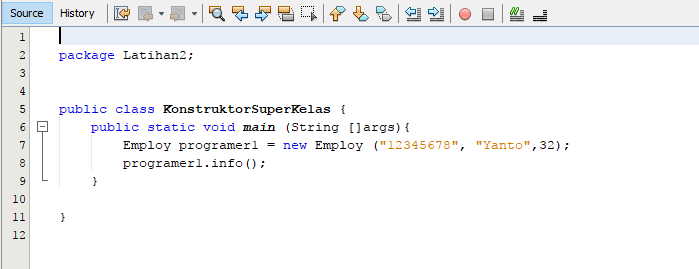 Source History
1
2 package Latihan2;
3
4
5 public class KonstruktorSuperKelas {
6 public static void main (String []args){
7 Employ programer1 = new Employ ("12345678", "Yanto",32);
8 programer1.info();
9 }
10
11 }
12